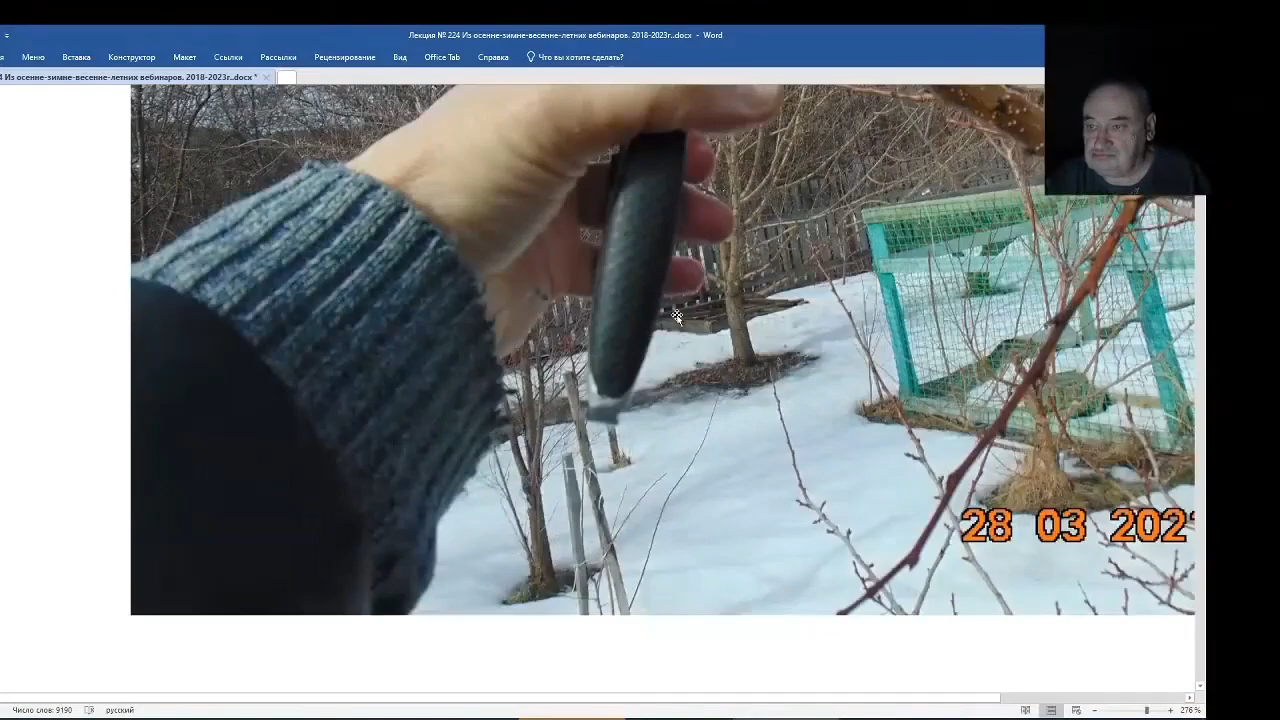 Лекция № 224 Из осенне-зимне-весенне-летних вебинаров. 2018-2023г..docx - Word
я Меню Вставка Конструктор Макет Ссылки Рассылки Рецензирование Вид Office Tab Справка Что вы хотите сделать?
4 Из осенне-зимне-весенне-летних вебинаров. 2018-2023г..docx *
28 03 202
Число слов: 9190 русский 276 %